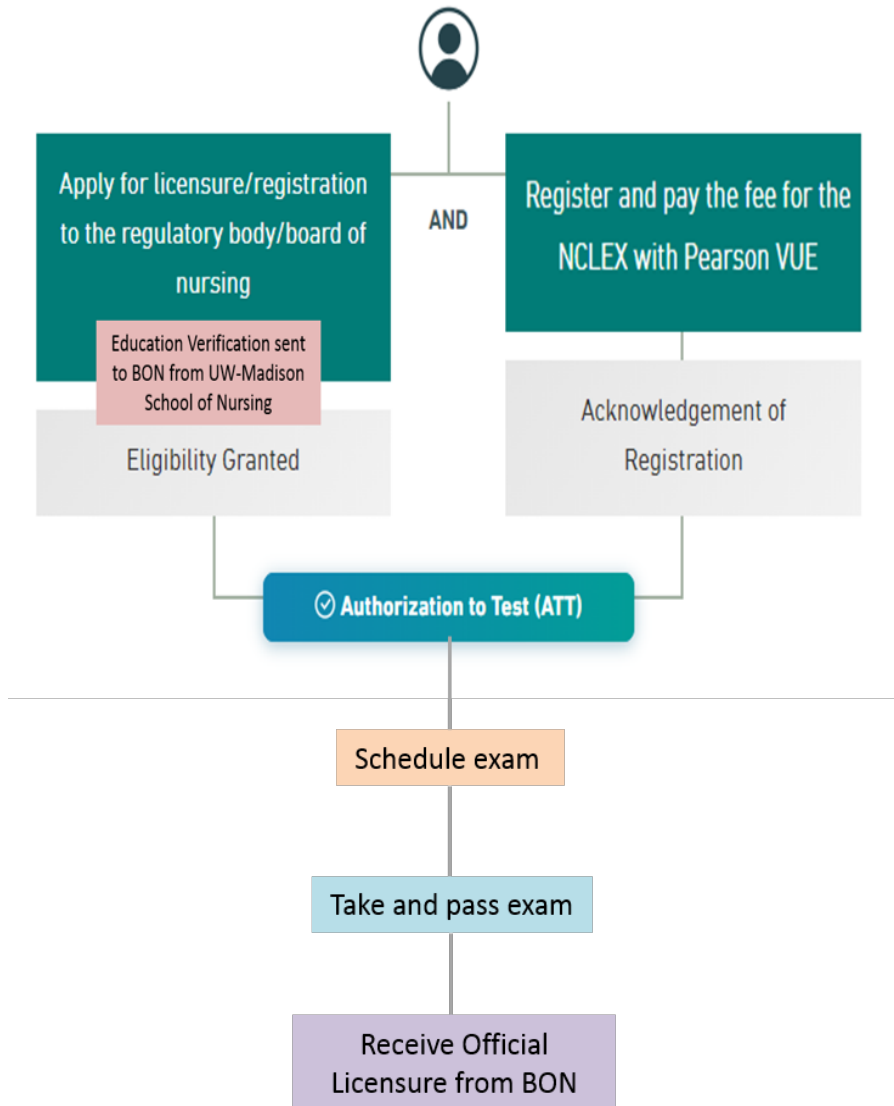 Apply for licensure/registration
to the regulatory body/board of
nursing
Education Verification sent
to BON from UW-Madison
School of Nursing
Eligibility Granted
AND
Register and pay the fee for the
NCLEX with Pearson VUE
Acknowledgement of
Registration
Authorization to Test (ATT)
Schedule exam
Take and pass exam
Receive Official
Licensure from BON